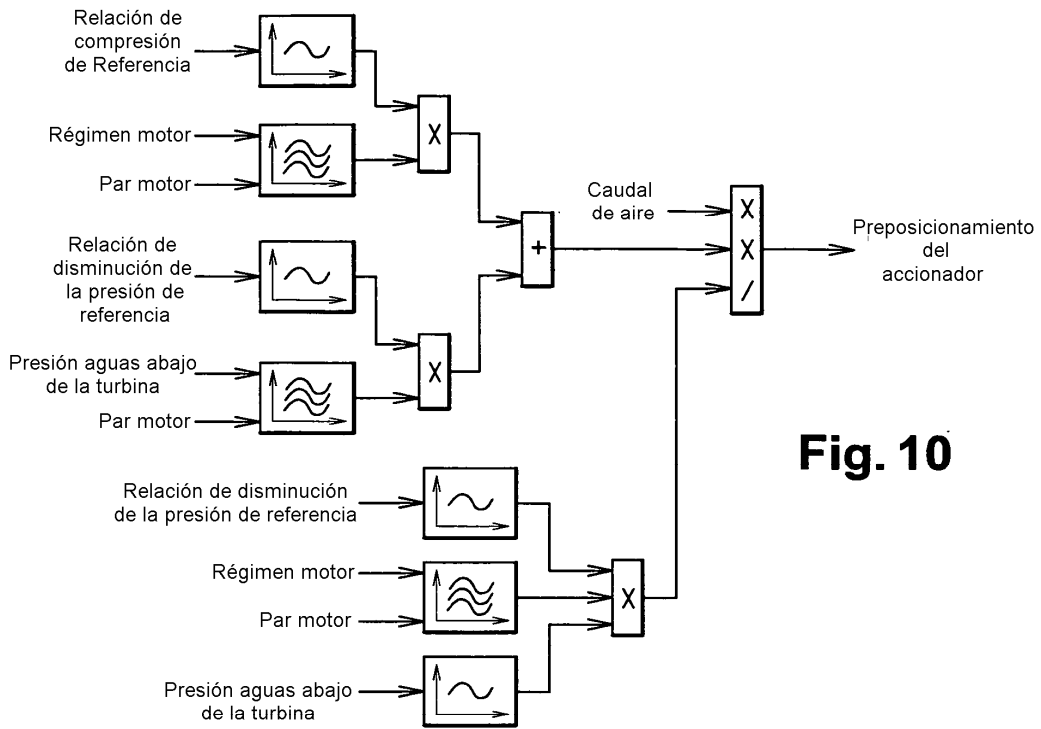 Relación de
compresión
de Referencia
Régimen motor
X
Par motor
Relación de
disminución de
la presión de
referencia
+
Caudal
de aire
X
X
/
Preposicionamiento
del
accionador
Presión aguas abajo
de la turbina
X
Par motor
Fig. 10
Relación de disminución
de la presión de referencia
Régimen motor
X
Par motor
Presión aguas abajo
de la turbina